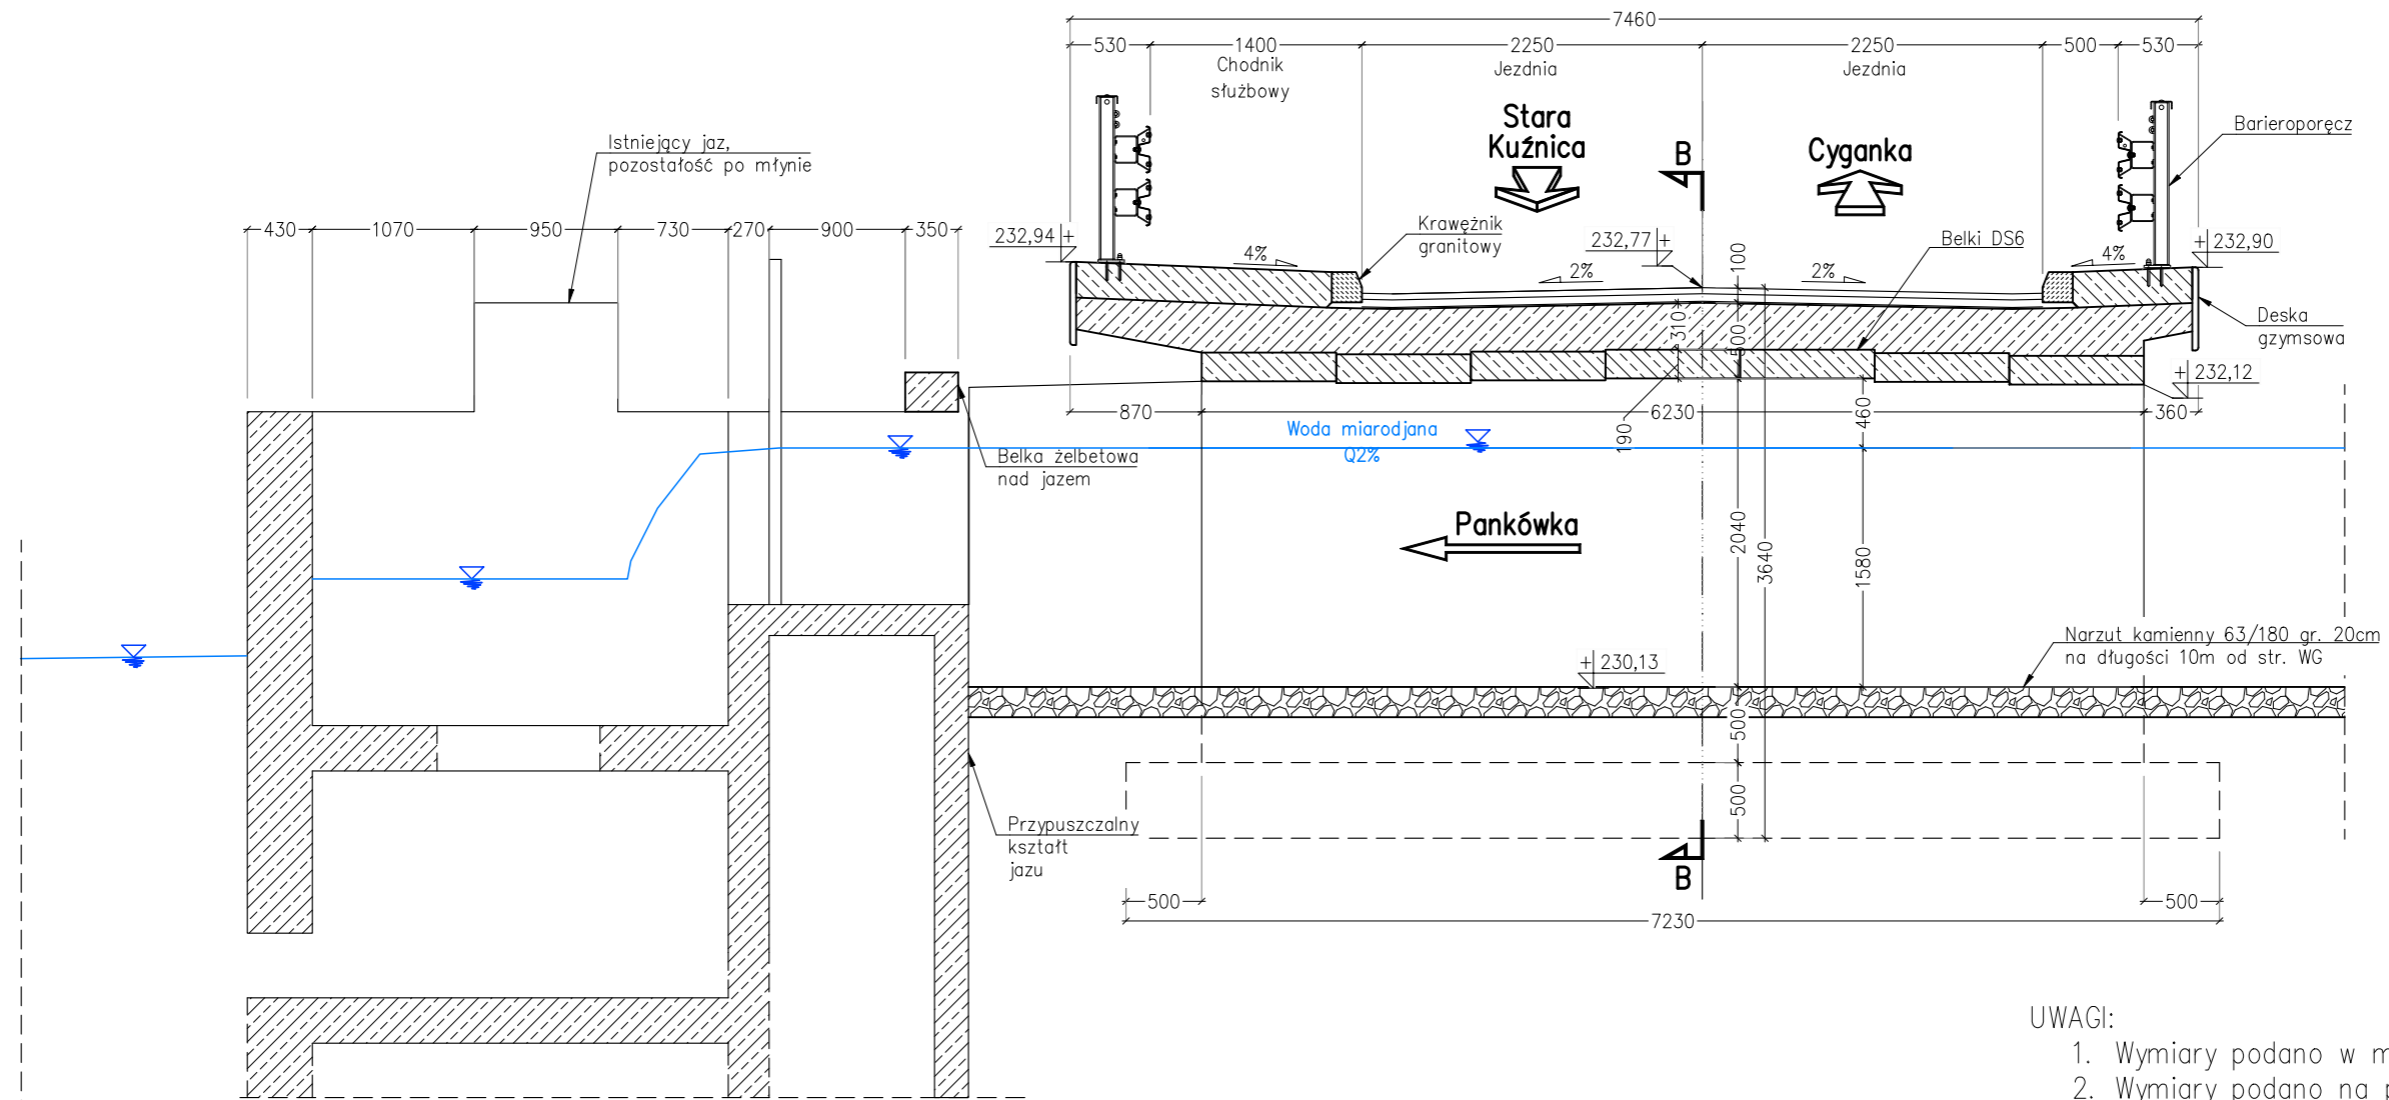 7460
530 1400 2250 2250 500 530
Chodnik
służbowy
Jezdnia
Jezdnia
Stara
Kuźnica
B
Cyganka
Barieroporęcz
Istniejący jaz,
pozostałość po młynie
430 1070 950 730 270 900 350
232,94 +
4%
Krawężnik
granitowy
2%
232,77 +
100
2%
Belki DS6
4%
+ 232,90
Deska
gzymsowa
310
500
+ 232,12
870 6230 360
190
460
Woda miarodjana
Q2%
Belka żelbetowa
nad jazem
Pankówka
2040
3640
1580
Narzut kamienny 63/180 gr. 20cm
na długości 10m od str. WG
+ 230,13
500
500
Przypuszczalny
kształt
jazu
B
500 500
7230
UWAGI:
1. Wymiary podano w m
2. Wymiary podano na p